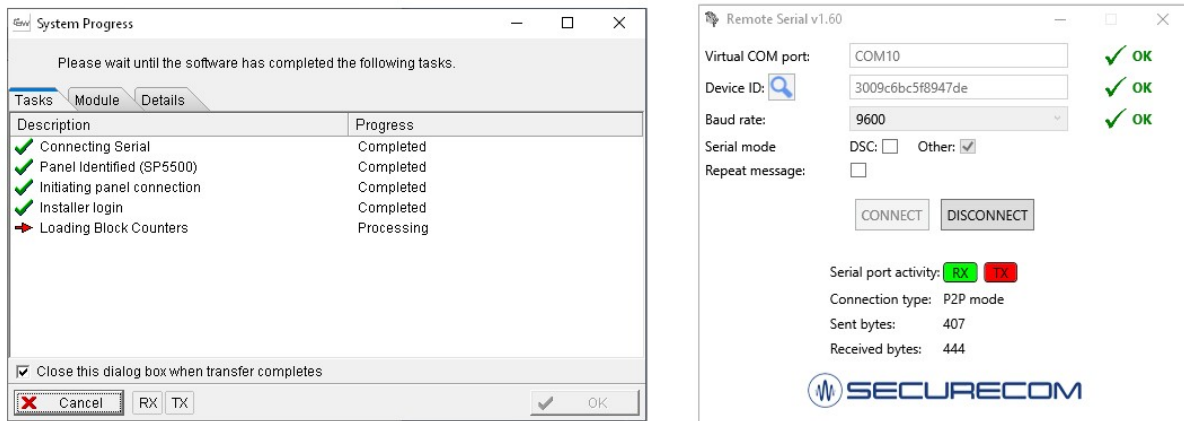 System Progress
Please wait until the software has completed the following tasks.
Tasks Module Details
Description Progress
Connecting Serial Completed
Panel Identified (SP5500) Completed
Initiating panel connection Completed
Installer login Completed
Loading Block Counters Processing
Close this dialog box when transfer completes
Cancel RX TX OK
Remote Serial v1.60
Virtual COM port: COM10 OK
Device ID: 3009c6bc5f8947de OK
Baud rate: 9600 OK
Serial mode DSC: Other:
Repeat message:
CONNECT DISCONNECT
Serial port activity: RX TX
Connection type: P2P mode
Sent bytes: 407
Received bytes: 444
SECURECOM